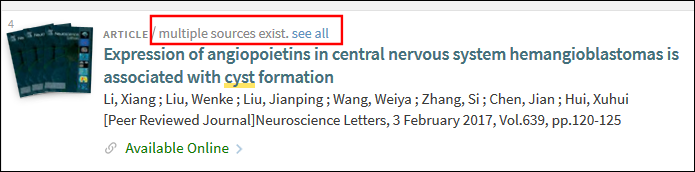 4
ARTICLE / multiple sources exist. see all
Expression of angiopoietins in central nervous system hemangioblastomas is
associated with cyst formation
Li, Xiang ; Liu, Wenke ; Liu, Jianping ; Wang, Weiya ; Zhang, Si ; Chen, Jian ; Hui, Xuhui
[Peer Reviewed Journal]Neuroscience Letters, 3 February 2017, Vol.639, pp.120-125
Available Online